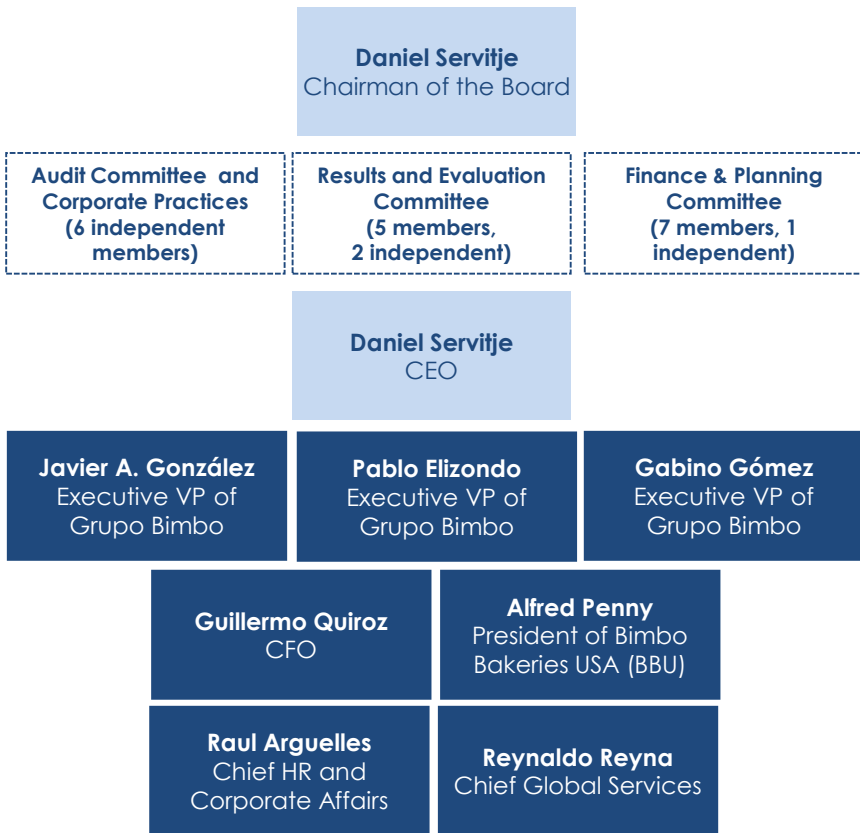 Daniel Servitje
Chairman of the Board
Audit Committee and
Corporate Practices
(6 independent
members)
Results and Evaluation
Committee
(5 members,
2 independent)
Finance & Planning
Committee
(7 members, 1
independent)
Daniel Servitje
CEO
Javier A. González
Executive VP of
Grupo Bimbo
Pablo Elizondo
Executive VP of
Grupo Bimbo
Gabino Gómez
Executive VP of
Grupo Bimbo
Guillermo Quiroz
CFO
Alfred Penny
President of Bimbo
Bakeries USA (BBU)
Raul Arguelles
Chief HR and
Corporate Affairs
Reynaldo Reyna
Chief Global Services